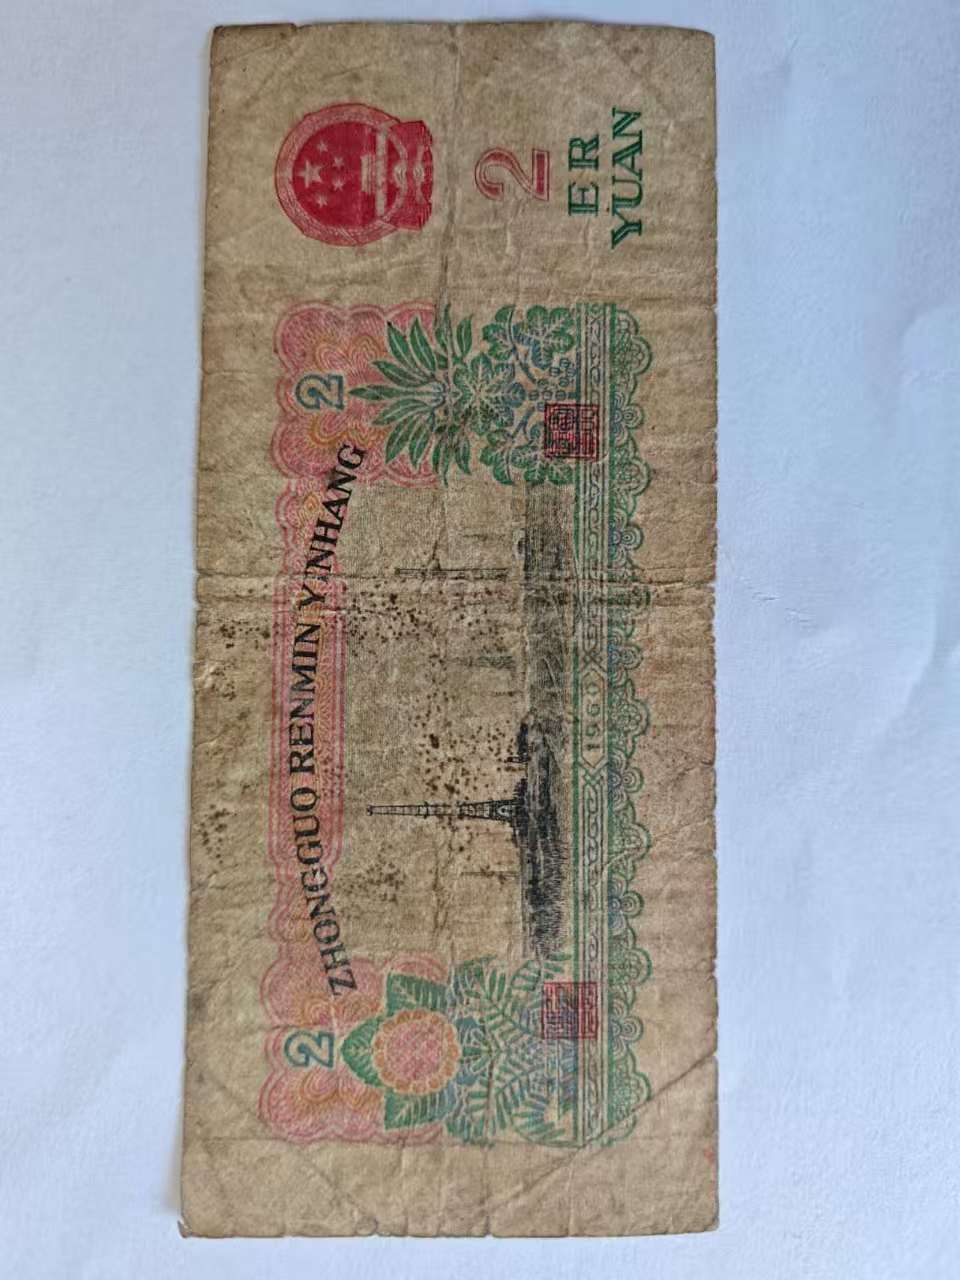 ZHONGGUO RENMIN YINHANG
2
2
2
ER
YUAN
1960